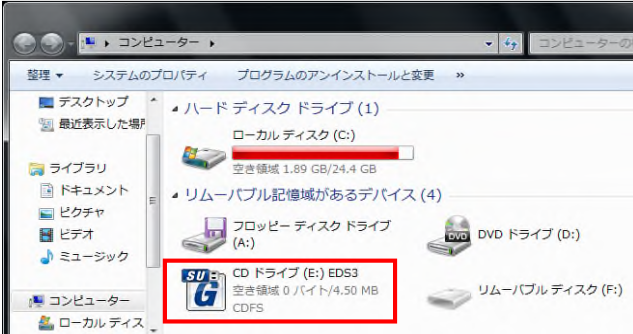 コンピューター
コンピューターの
整理 システムのプロパティ プログラムのアンインストールと変更 »
デスクトップ
最近表示した場所
ライブラリ
ドキュメント
ピクチャ
ビデオ
ミュージック
コンピューター
ローカル ディス
ハード ディスク ドライブ (1)
ローカル ディスク (C:)
空き領域 1.89 GB/24.4 GB
リムーバブル記憶域があるデバイス (4)
フロッピー ディスク ドライブ
(A:)
DVD
DVD ドライブ (D:)
SU
G
CD ドライブ (E:) EDS3
空き領域 0 バイト/4.50 MB
CDFS
リムーバブル ディスク (F:)